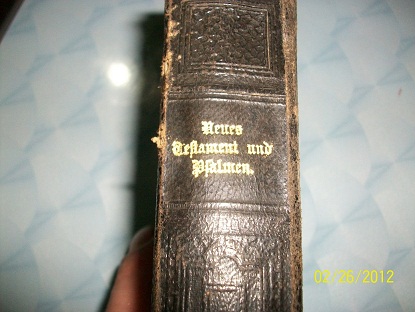 Neues
Testament und
Psalmen.
02/26/2012